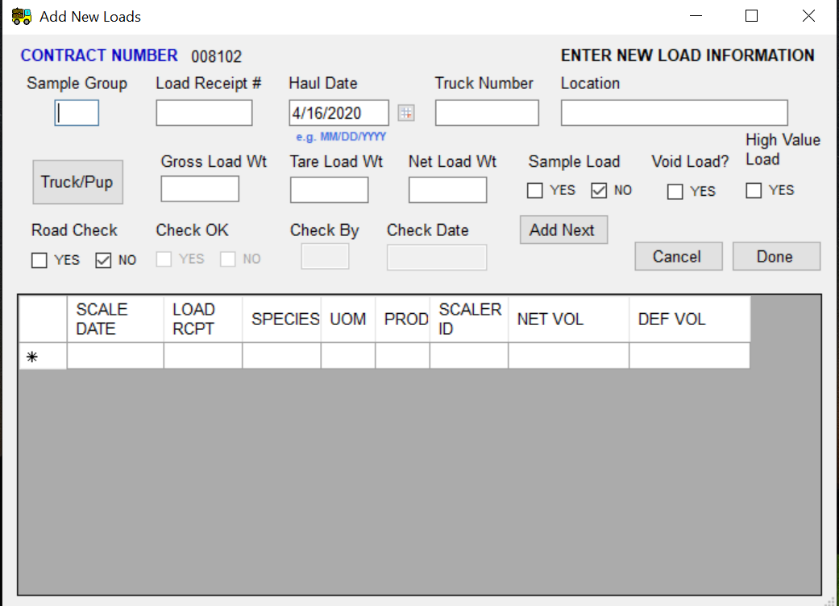 Add New Loads
CONTRACT NUMBER 008102 ENTER NEW LOAD INFORMATION
Sample Group Load Receipt # Haul Date Truck Number Location
4/16/2020
e.g. MM/DD/YYYY
High Value
Load
Truck/Pup Gross Load Wt Tare Load Wt Net Load Wt Sample Load Void Load?
YES NO YES YES
Road Check Check OK Check By Check Date Add Next
YES NO YES NO Cancel Done
SCALE DATE LOAD RCPT SPECIES UOM PROD SCALER ID NET VOL DEF VOL
*